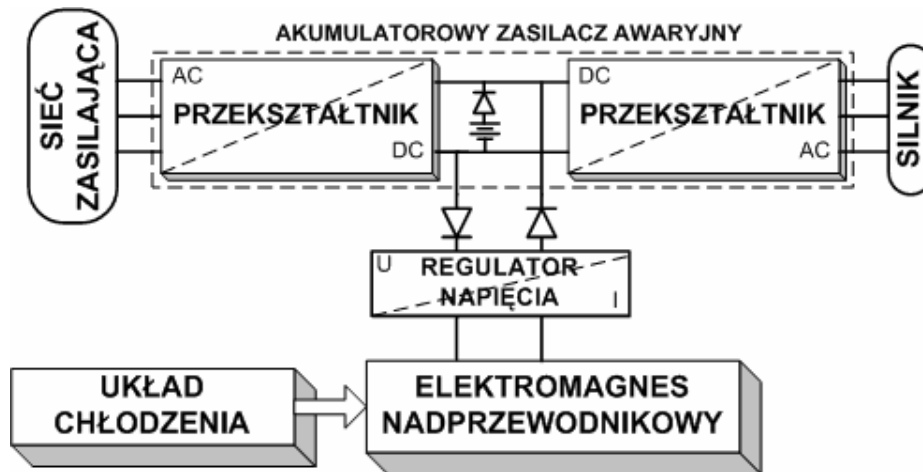 AKUMULATOROWY ZASILACZ AWARYJNY
SIEĆ
ZASILAJĄCA
AC
PRZEKSZTAŁTNIK
DC
DC
PRZEKSZTAŁTNIK
AC
SILNIK
U
REGULATOR
NAPIĘCIA
I
UKŁAD
CHŁODZENIA
ELEKTROMAGNES
NADPRZEWODNIKOWY